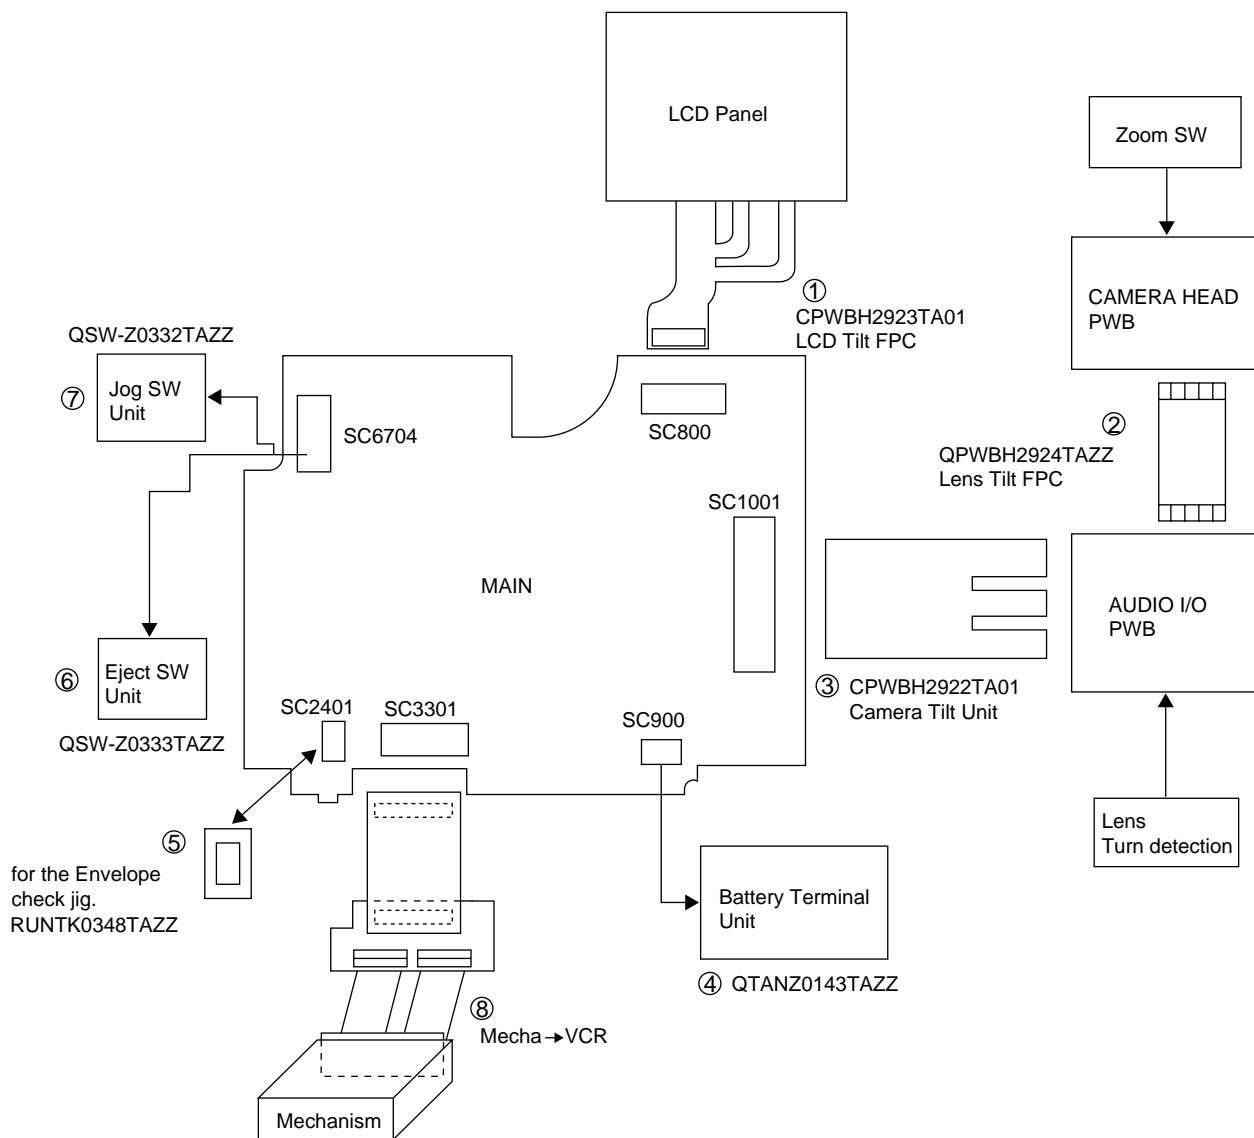 LCD Panel
Zoom SW
CAMERA HEAD
PWB
①
CPWBH2923TA01
LCD Tilt FPC
QSW-Z0332TAZZ
⑦
Jog SW
Unit
SC6704
SC800
②
QPWBH2924TAZZ
Lens Tilt FPC
SC1001
MAIN
AUDIO I/O
PWB
⑥
Eject SW
Unit
QSW-Z0333TAZZ
③ CPWBH2922TA01
Camera Tilt Unit
SC2401
SC3301
SC900
Lens
Turn detection
⑤
for the Envelope
check jig.
RUNTK0348TAZZ
Battery Terminal
Unit
④ QTANZ0143TAZZ
⑧
Mecha→VCR
Mechanism